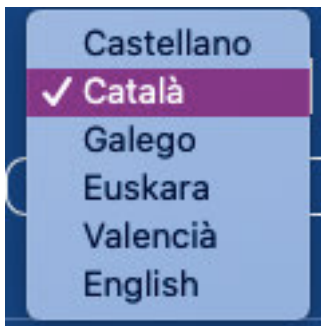 Castellano
✓ Català
Galego
Euskara
Valencià
English